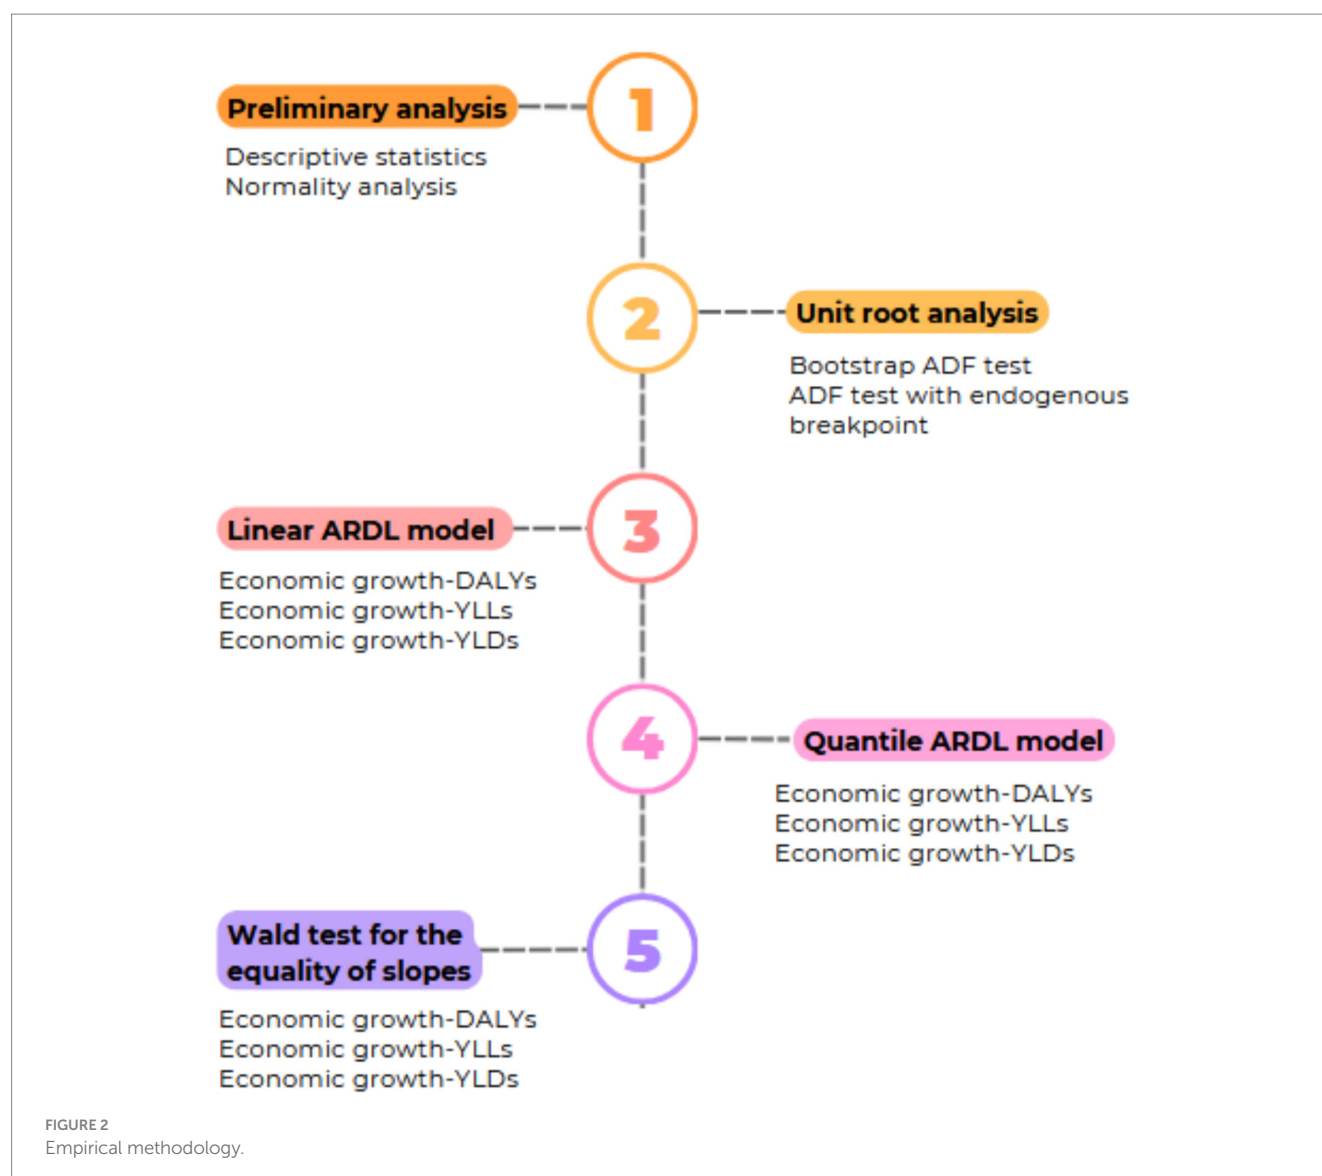 1
Preliminary analysis
Descriptive statistics
Normality analysis
2
Unit root analysis
Bootstrap ADF test
ADF test with endogenous
breakpoint
3
Linear ARDL model
Economic growth-DALYs
Economic growth-YLLs
Economic growth-YLDs
4
Quantile ARDL model
Economic growth-DALYs
Economic growth-YLLs
Economic growth-YLDs
5
Wald test for the
equality of slopes
Economic growth-DALYs
Economic growth-YLLs
Economic growth-YLDs
FIGURE 2
Empirical methodology.